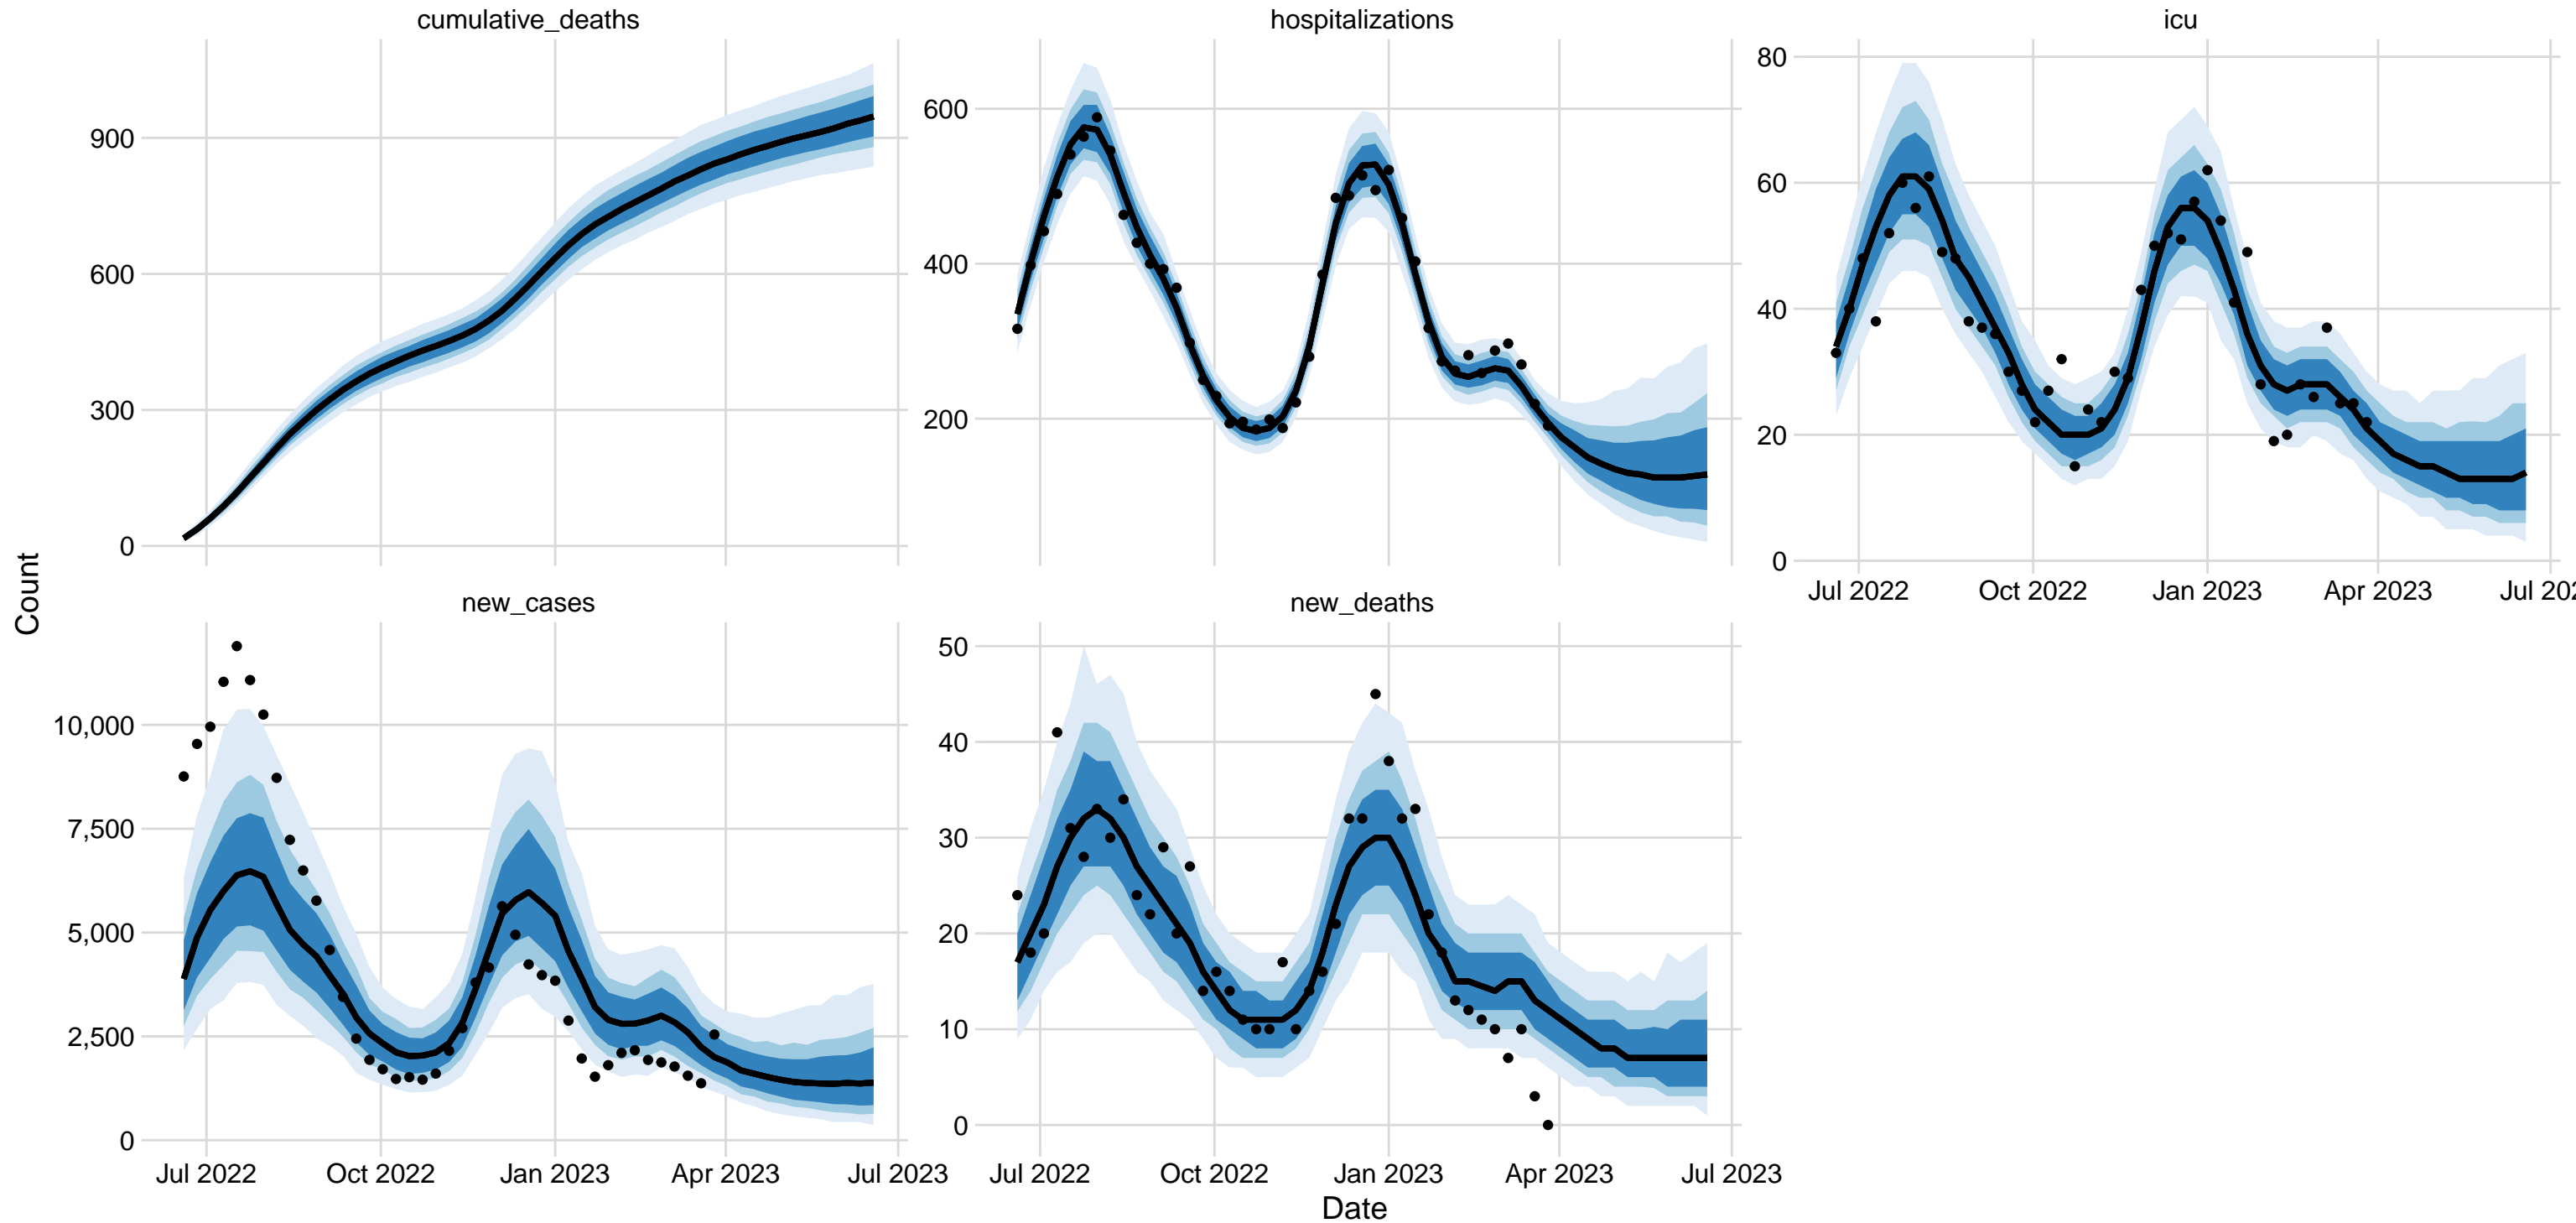 cumulative_deaths
hospitalizations
icu
900
600
300
0
600
400
200
80
60
40
20
0
Jul 2022 Oct 2022 Jan 2023 Apr 2023 Jul 202
Count
new_cases
new_deaths
10,000
7,500
5,000
2,500
0
50
40
30
20
10
0
Jul 2022 Oct 2022 Jan 2023 Apr 2023 Jul 2023
Jul 2022 Oct 2022 Jan 2023 Apr 2023 Jul 2023
Date